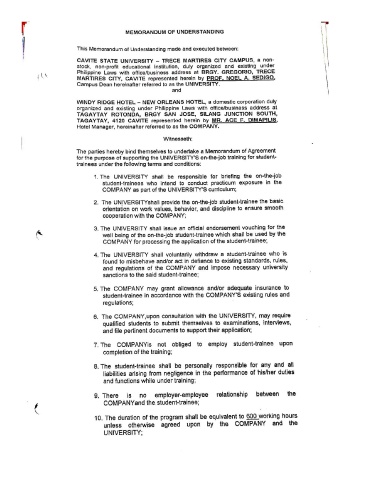 MEMORANDUM OF UNDERSTANDING
This Memorandum of Understanding made and executed between:
CAVITE STATE UNIVERSITY – TRECE MARTIRES CITY CAMPUS, a non-
stock, non-profit educational institution, duly organized and existing under
Philippine Laws with office/business address at BRGY. GREGORIO, TRECE
MARTIRES CITY, CAVITE represented herein by PROF. NOEL A. SEDIGO,
Campus Dean hereinafter referred to as the UNIVERSITY.
and
WINDY RIDGE HOTEL – NEW ORLEANS HOTEL, a domestic corporation duly
organized and existing under Philippine Laws with office/business address at
TAGAYTAY ROTONDA, BRGY SAN JOSE, SILANG JUNCTION SOUTH,
TAGAYTAY, 4120 CAVITE represented herein by MR. ACE F. DIMAPILIS,
Hotel Manager, hereinafter referred to as the COMPANY.
Witnesseth:
The parties hereby bind themselves to undertake a Memorandum of Agreement
for the purpose of supporting the UNIVERSITY'S on-the-job training for student-
trainees under the following terms and conditions:
1. The UNIVERSITY shall be responsible for briefing the on-the-job
student-trainees who intend to conduct practicum exposure in the
COMPANY as part of the UNIVERSITY'S curriculum;
2. The UNIVERSITYshall provide the on-the-job student-trainee the basic
orientation on work values, behavior, and discipline to ensure smooth
cooperation with the COMPANY;
3. The UNIVERSITY shall issue an official endorsement vouching for the
well being of the on-the-job student-trainee which shall be used by the
COMPANY for processing the application of the student-trainee;
4. The UNIVERSITY shall voluntarily withdraw a student-trainee who is
found to misbehave and/or act in defiance to existing standards, rules,
and regulations of the COMPANY and impose necessary university
sanctions to the said student-trainee;
5. The COMPANY may grant allowance and/or adequate insurance to
student-trainee in accordance with the COMPANY'S existing rules and
regulations;
6. The COMPANY,upon consultation with the UNIVERSITY, may require
qualified students to submit themselves to examinations, interviews,
and file pertinent documents to support their application;
7. The COMPANYis not obliged to employ student-trainee upon
completion of the training;
8. The student-trainee shall be personally responsible for any and all
liabilities arising from negligence in the performance of his/her duties
and functions while under training;
9. There is no employer-employee relationship between the
COMPANYand the student-trainee;
10. The duration of the program shall be equivalent to 600 working hours
unless otherwise agreed upon by the COMPANY and the
UNIVERSITY;